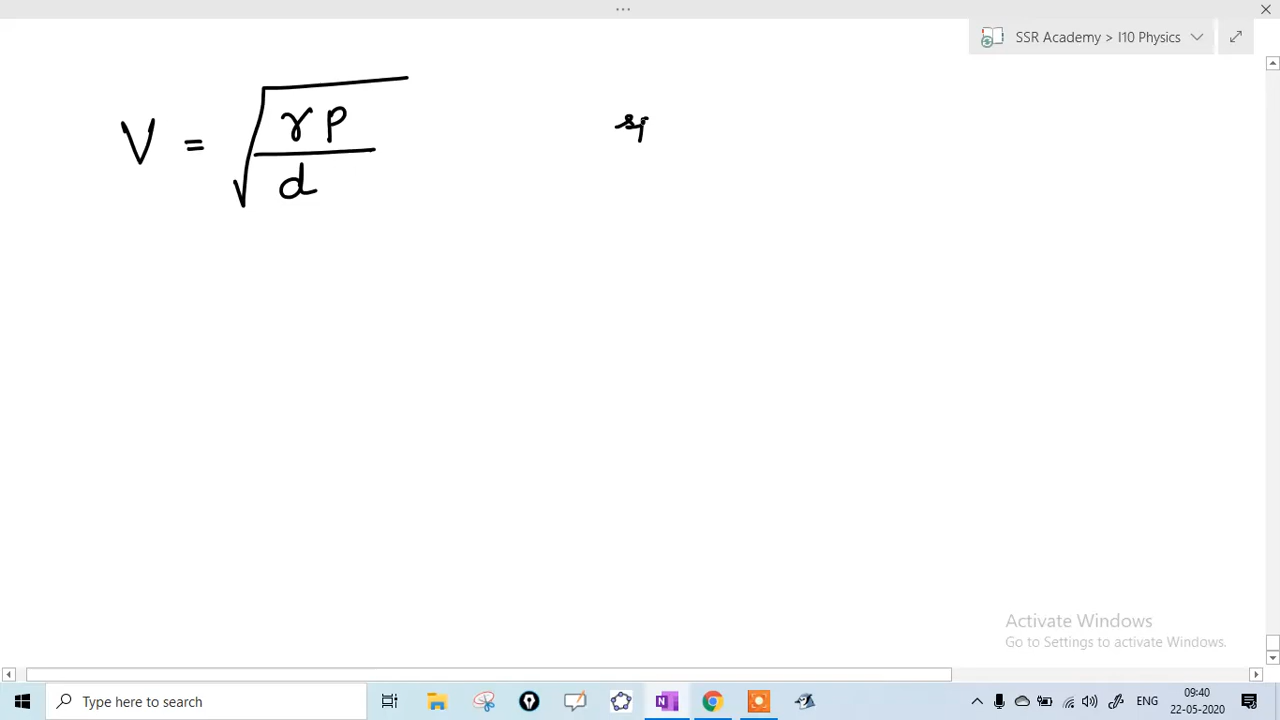 SSR Academy > I10 Physics
V = √(γP / d)
Activate Windows
Go to Settings to activate Windows.
Type here to search
ENG
09:40
22-05-2020